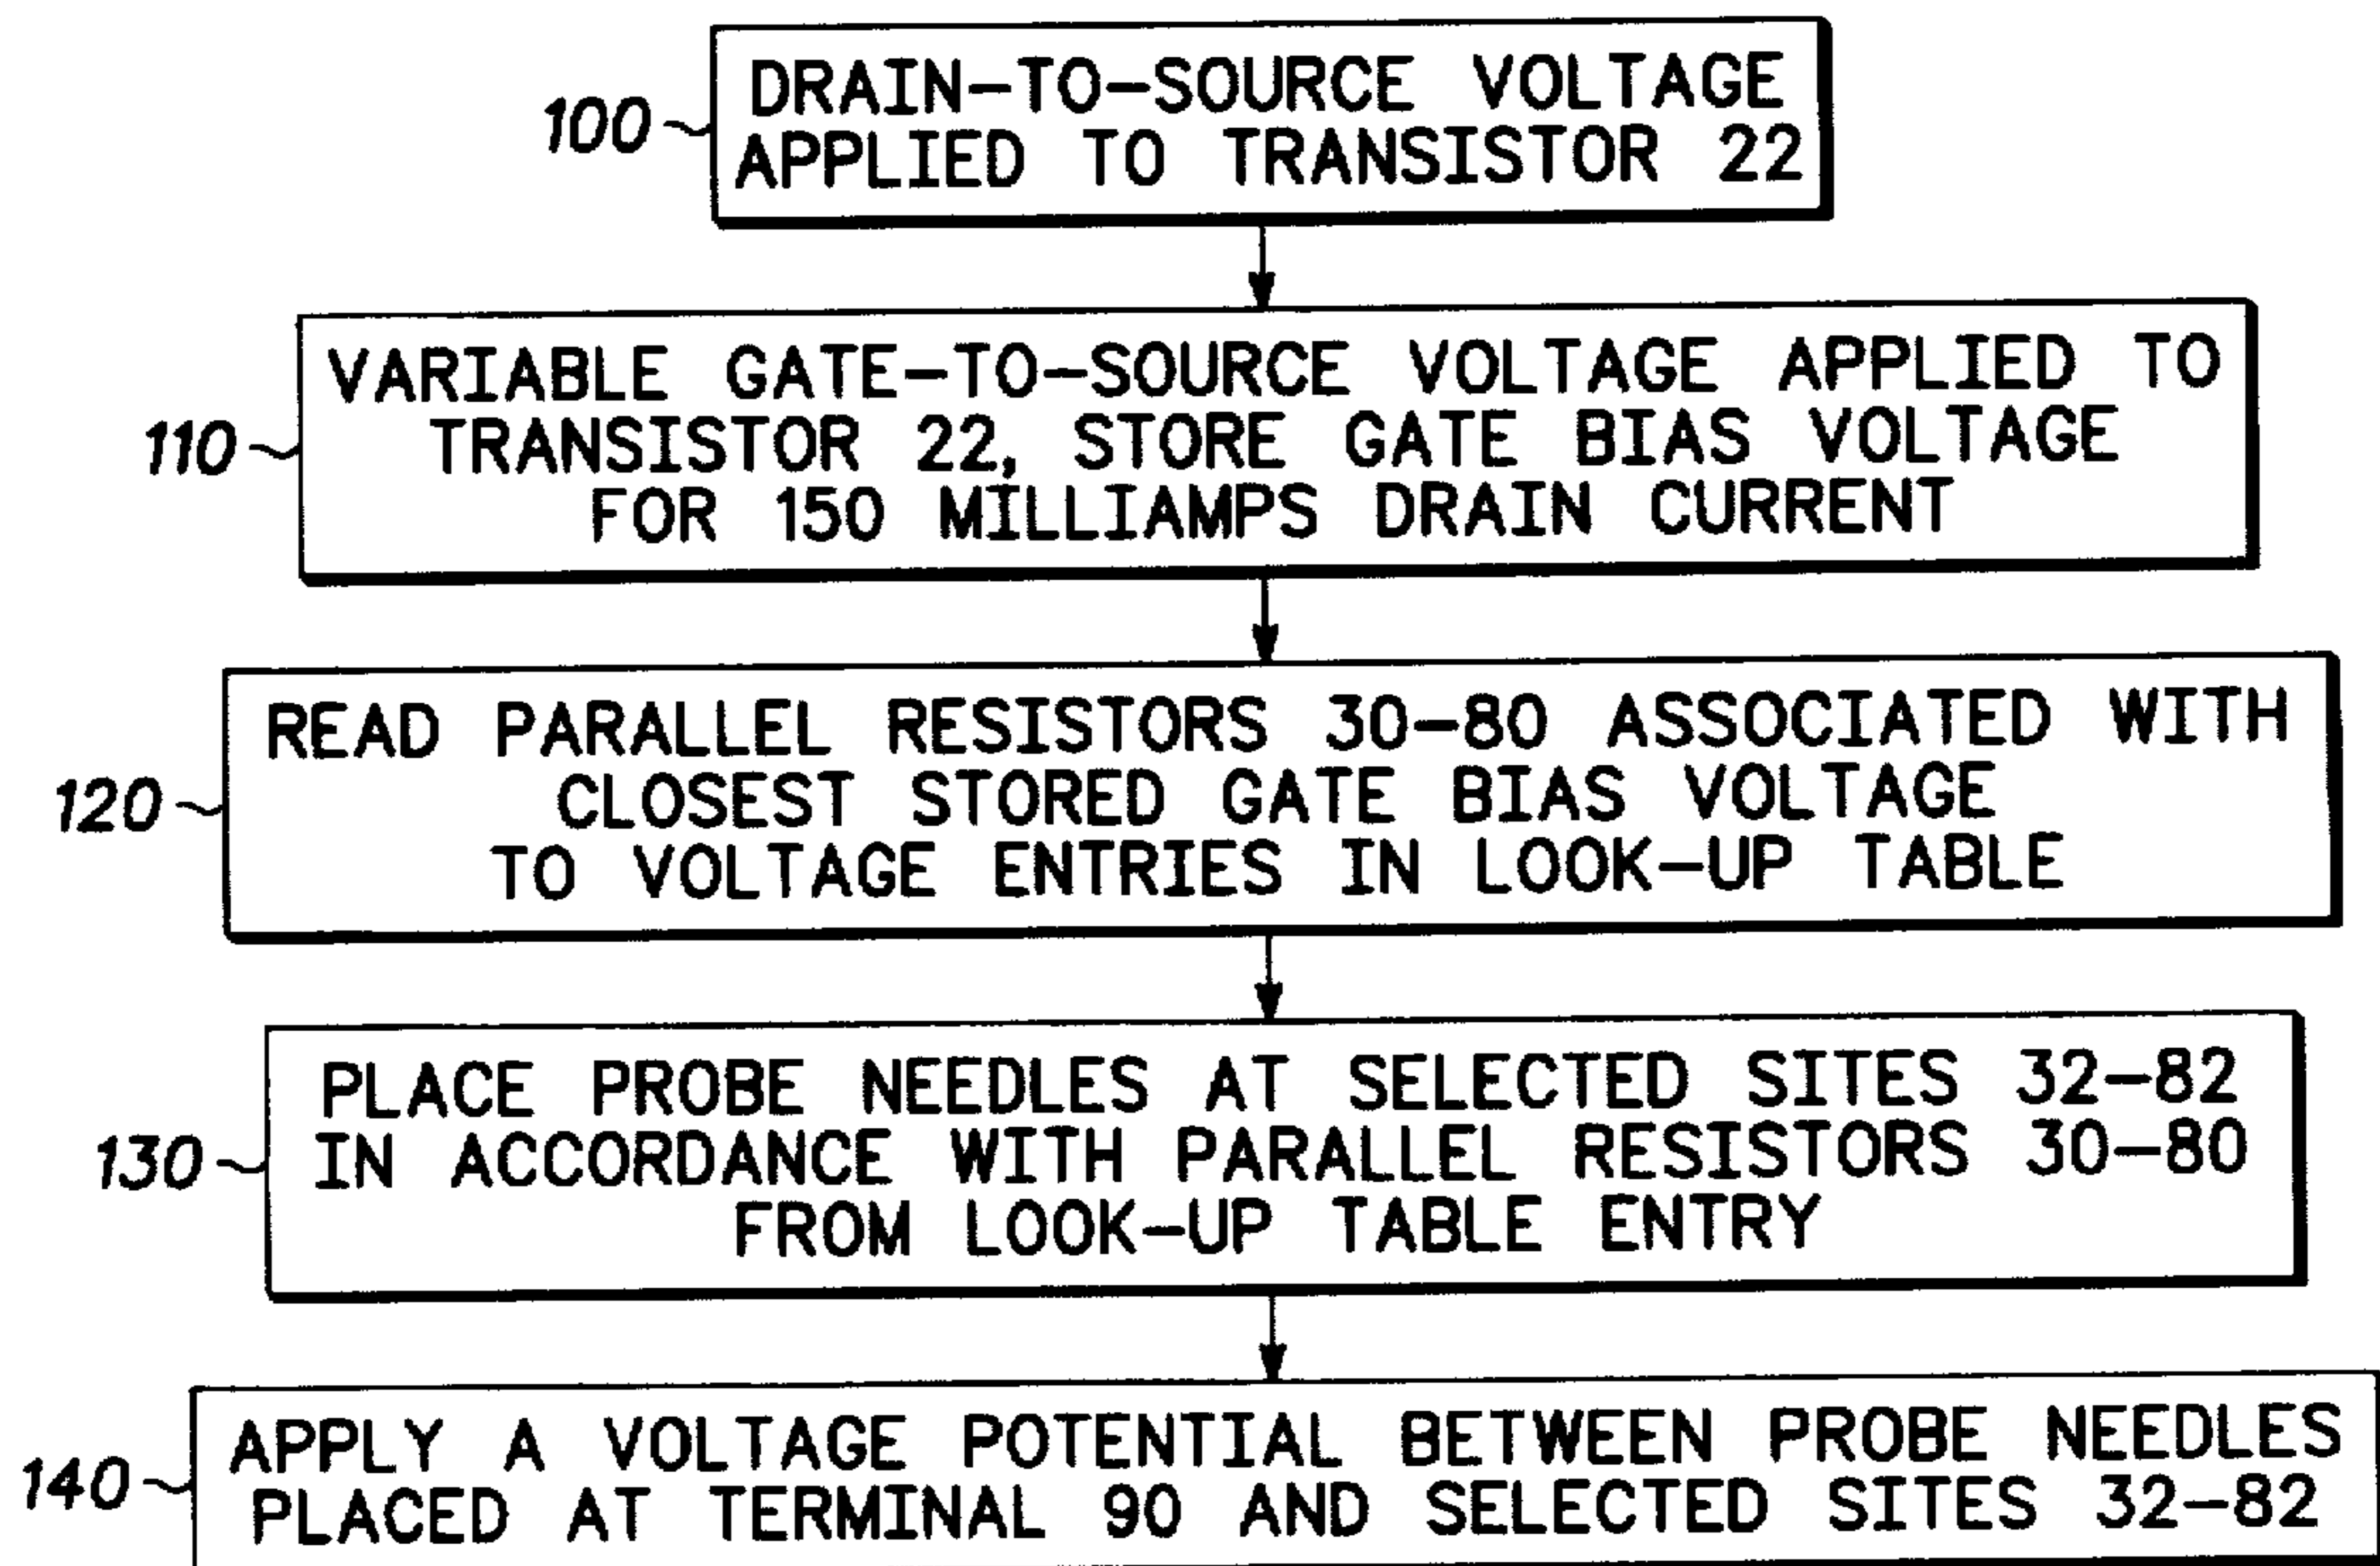 100
DRAIN-TO-SOURCE VOLTAGE
APPLIED TO TRANSISTOR 22
110
VARIABLE GATE-TO-SOURCE VOLTAGE APPLIED TO
TRANSISTOR 22, STORE GATE BIAS VOLTAGE
FOR 150 MILLIAMPS DRAIN CURRENT
120
READ PARALLEL RESISTORS 30-80 ASSOCIATED WITH
CLOSEST STORED GATE BIAS VOLTAGE
TO VOLTAGE ENTRIES IN LOOK-UP TABLE
130
PLACE PROBE NEEDLES AT SELECTED SITES 32-82
IN ACCORDANCE WITH PARALLEL RESISTORS 30-80
FROM LOOK-UP TABLE ENTRY
140
APPLY A VOLTAGE POTENTIAL BETWEEN PROBE NEEDLES
PLACED AT TERMINAL 90 AND SELECTED SITES 32-82